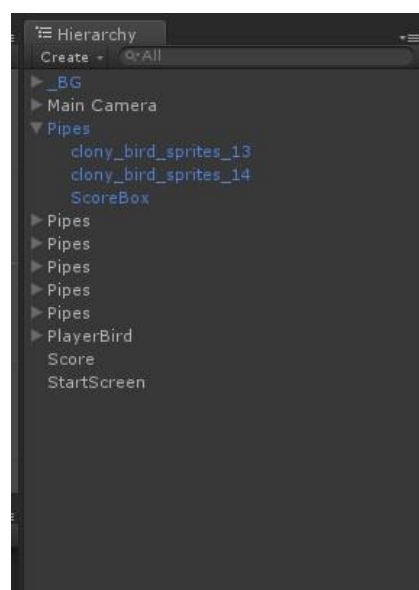 Hierarchy
Create All
_BG
Main Camera
Pipes
clony_bird_sprites_13
clony_bird_sprites_14
ScoreBox
Pipes
Pipes
Pipes
Pipes
Pipes
PlayerBird
Score
StartScreen